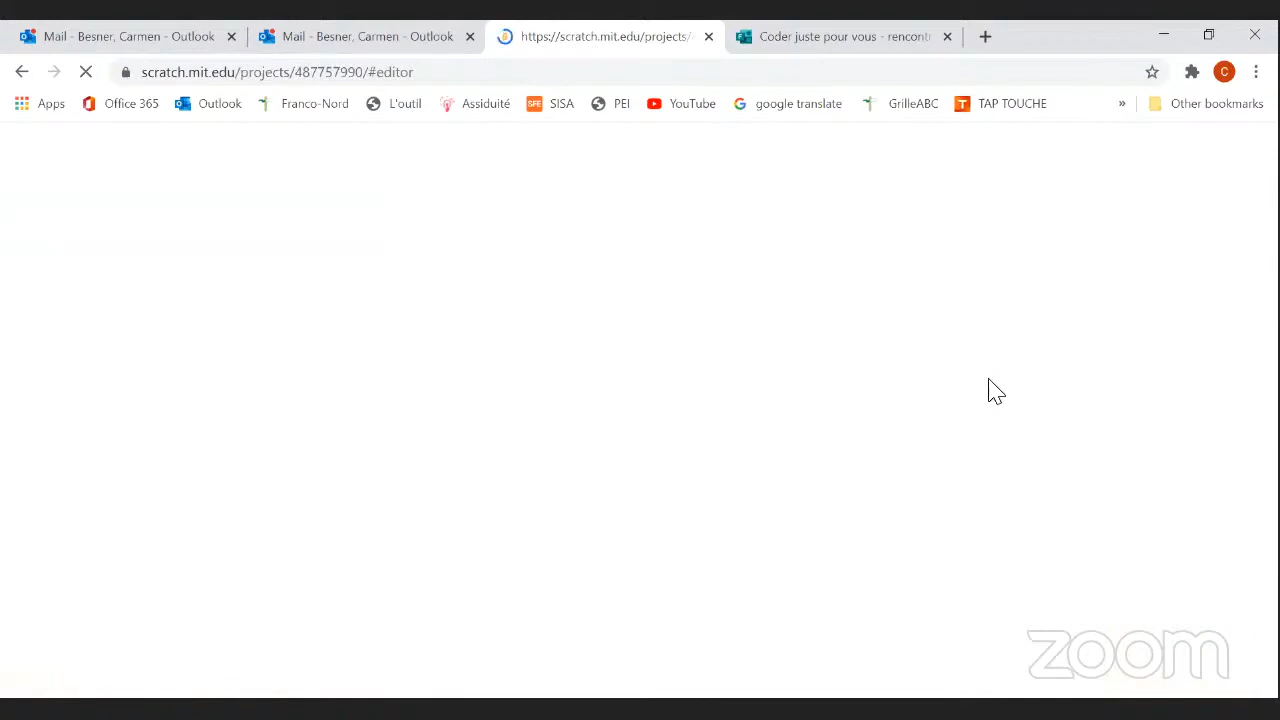 Mail - Besner, Carmen - Outlook
Mail - Besner, Carmen - Outlook
https://scratch.mit.edu/projects/
Coder juste pour vous - rencontr
scratch.mit.edu/projects/487757990/#editor
C
Apps
Office 365
Outlook
Franco-Nord
L'outil
Assiduité
SFE SISA
PEI
YouTube
google translate
GrilleABC
T TAP TOUCHE
»
Other bookmarks
zoom